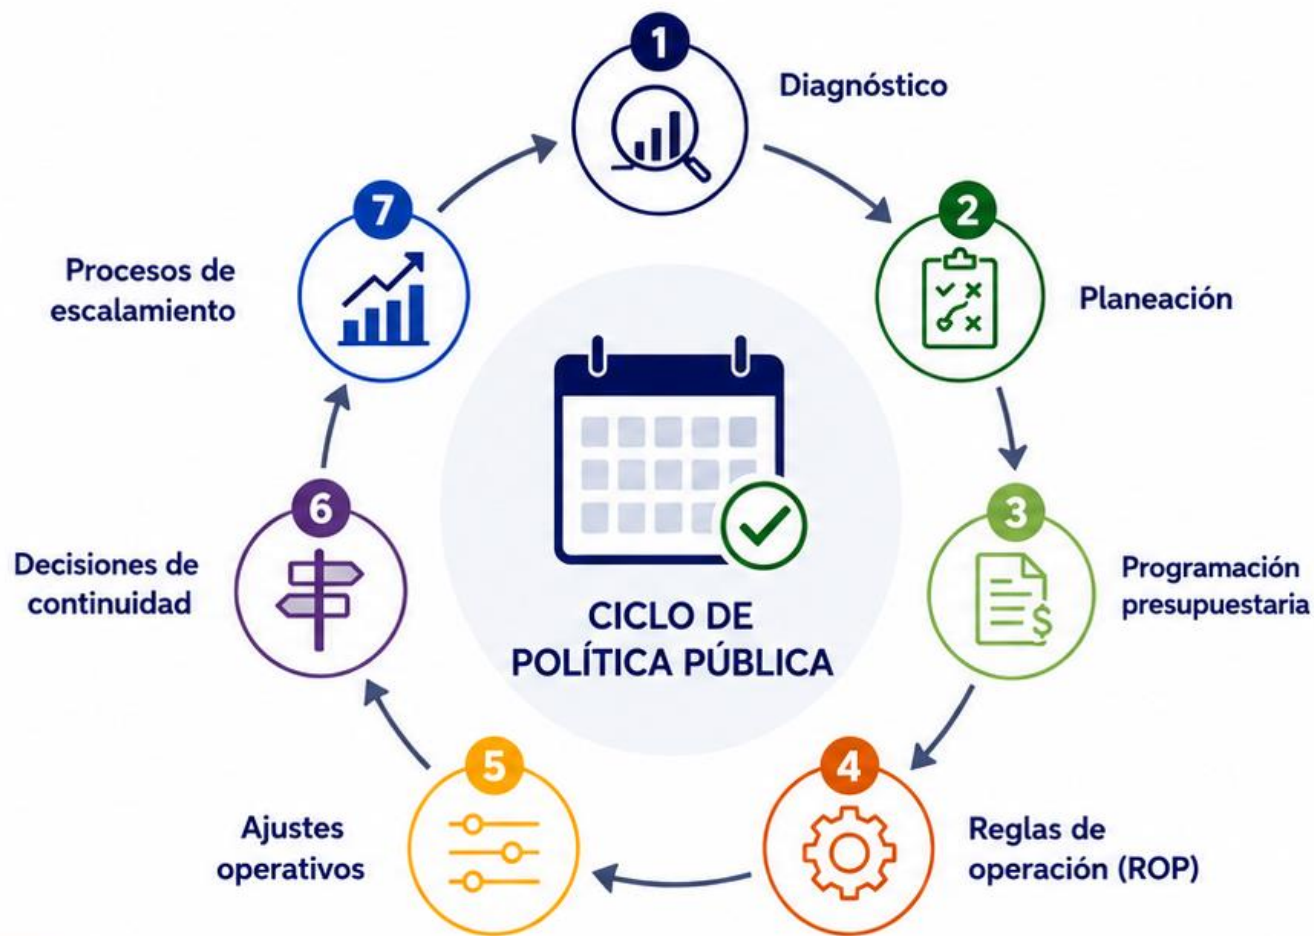 1
Diagnóstico
2
Planeación
3
Programación
presupuestaria
4
Reglas de
operación (ROP)
5
Ajustes
operativos
6
Decisiones de
continuidad
7
Procesos de
escalamiento
CICLO DE
POLÍTICA PÚBLICA
$